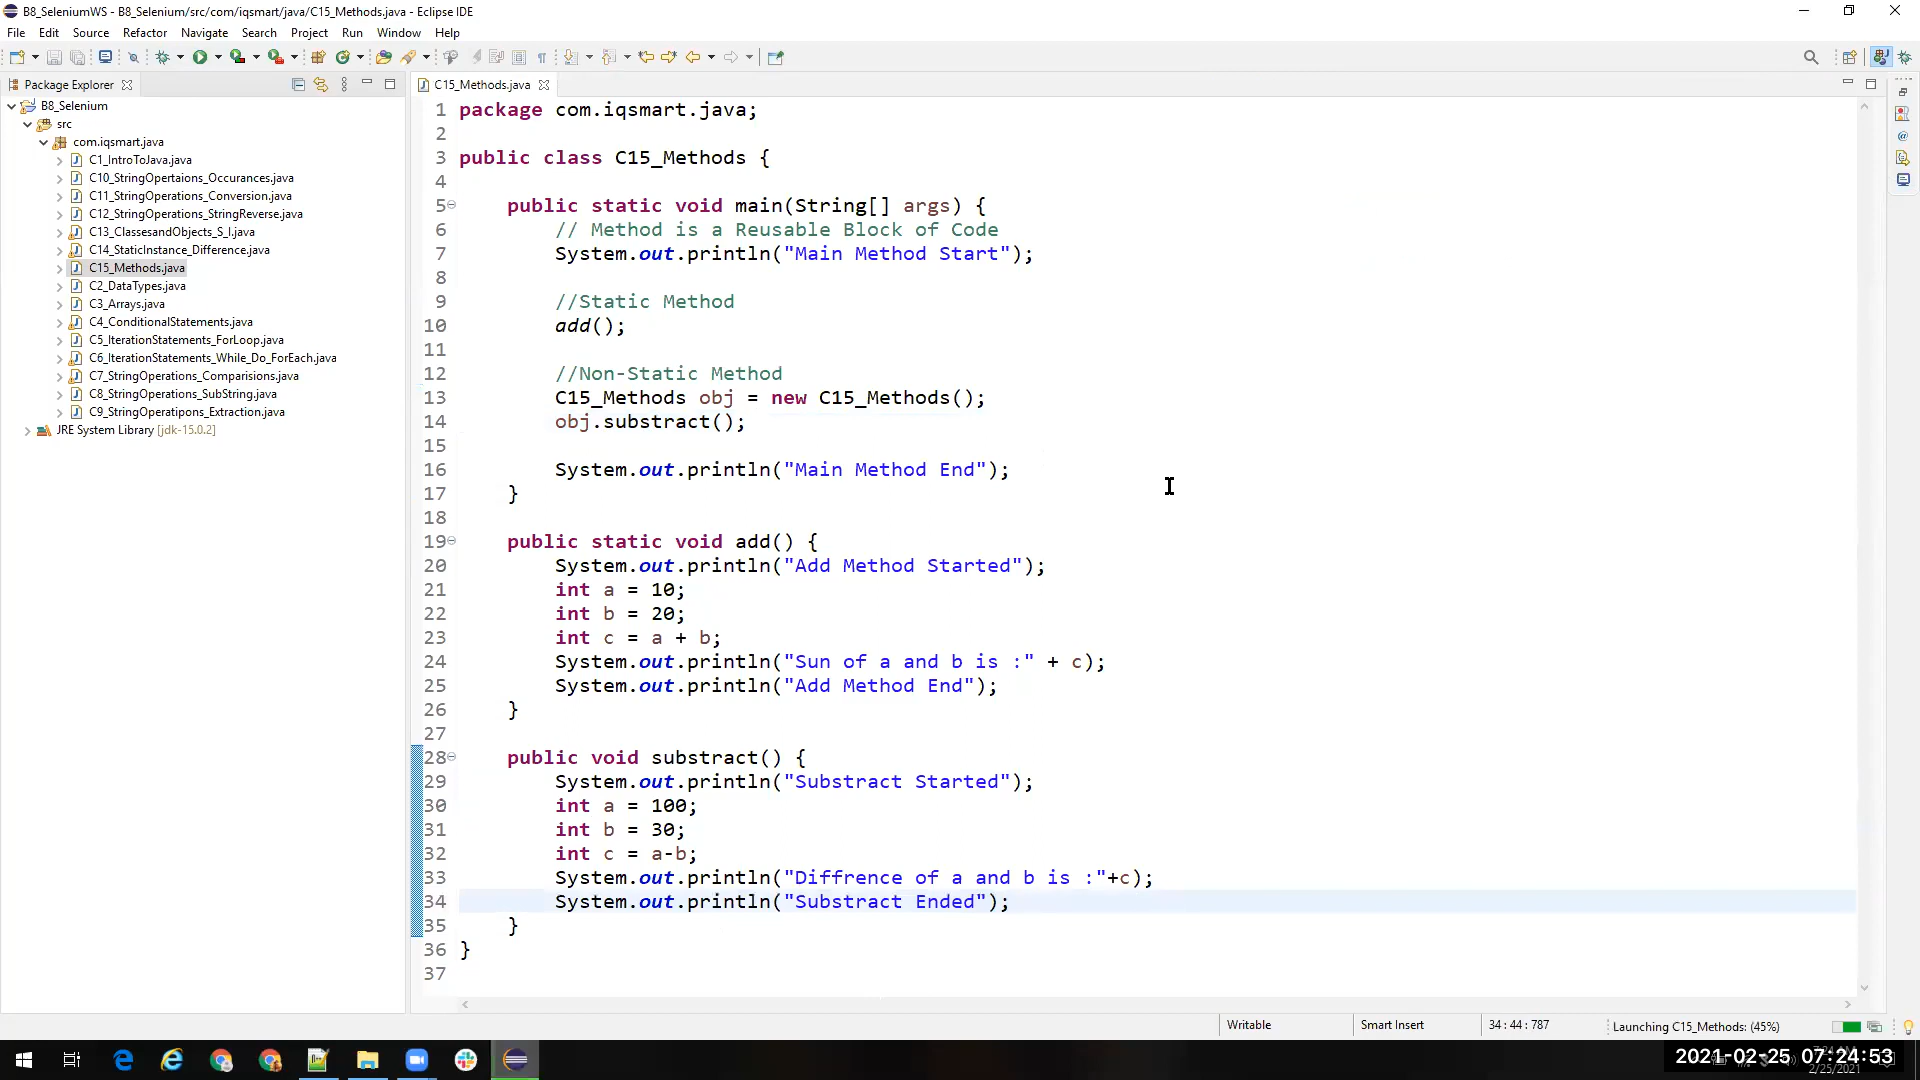 B8_SeleniumWS - B8_Selenium/src/com/iqsmart/java/C15_Methods.java - Eclipse IDE
File Edit Source Refactor Navigate Search Project Run Window Help
Package Explorer
B8_Selenium
src
com.iqsmart.java
C1_IntroToJava.java
C10_StringOpertaions_Occurances.java
C11_StringOperations_Conversion.java
C12_StringOperations_StringReverse.java
C13_ClassesandObjects_S_I.java
C14_StaticInstance_Difference.java
C15_Methods.java
C2_DataTypes.java
C3_Arrays.java
C4_ConditionalStatements.java
C5_IterationStatements_ForLoop.java
C6_IterationStatements_While_Do_ForEach.java
C7_StringOperations_Comparisions.java
C8_StringOperations_SubString.java
C9_StringOperatipons_Extraction.java
JRE System Library [jdk-15.0.2]
C15_Methods.java
1 package com.iqsmart.java;
2
3 public class C15_Methods {
4
5 public static void main(String[] args) {
6 // Method is a Reusable Block of Code
7 System.out.println("Main Method Start");
8
9 //Static Method
10 add();
11
12 //Non-Static Method
13 C15_Methods obj = new C15_Methods();
14 obj.substract();
15
16 System.out.println("Main Method End");
17 }
18
19 public static void add() {
20 System.out.println("Add Method Started");
21 int a = 10;
22 int b = 20;
23 int c = a + b;
24 System.out.println("Sun of a and b is :" + c);
25 System.out.println("Add Method End");
26 }
27
28 public void substract() {
29 System.out.println("Substract Started");
30 int a = 100;
31 int b = 30;
32 int c = a-b;
33 System.out.println("Diffrence of a and b is :"+c);
34 System.out.println("Substract Ended");
35 }
36 }
37
Writable Smart Insert 34 : 44 : 787 Launching C15_Methods: (45%)
2021-02-25 07:24:53
2/25/2021